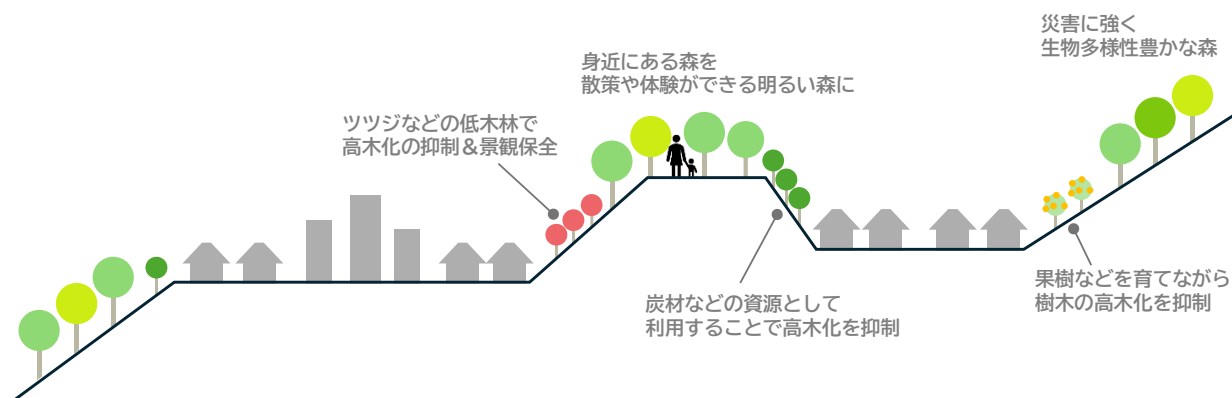 災害に強く
生物多様性豊かな森
身近にある森を
散策や体験ができる明るい森に
ツツジなどの低木林で
高木化の抑制＆景観保全
炭材などの資源として
利用することで高木化を抑制
果樹などを育てながら
樹木の高木化を抑制